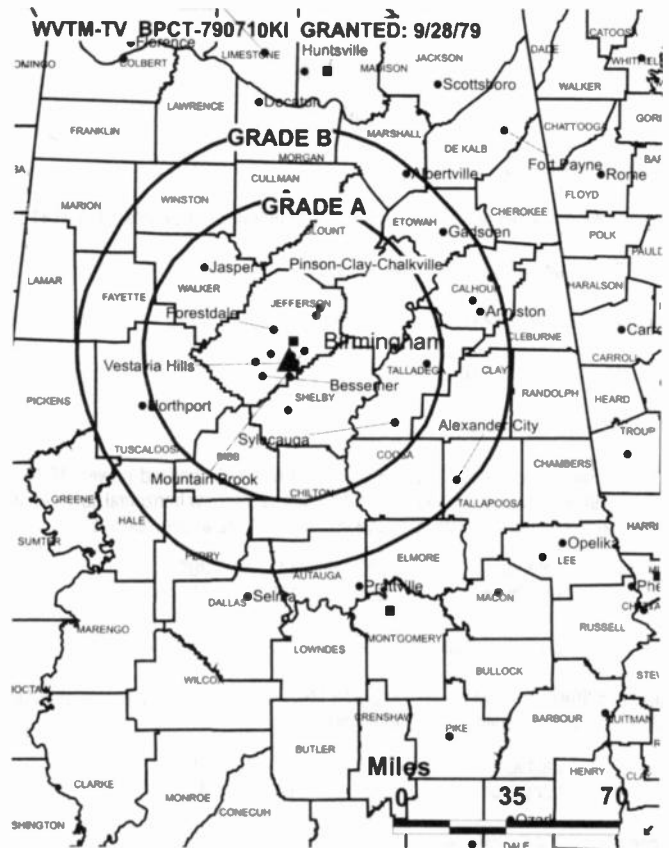 WVTM-TV BPCT-790710KI GRANTED: 9/28/79
Florence
LIMESTONE
Huntsville
JACKSON
DADE
CATOOSA
COLBERT
MADISON
Scottsboro
WALKER
LAWRENCE
Decatur
FRANKLIN
GRADE B
MARSHALL
CHATTOOGA
MORGAN
DE KALB
Fort Payne
CULLMAN
Albertville
Rome
MARION
WINSTON
FLOYD
GRADE A
CHEROKEE
BLOUNT
ETOWAH
Gadsden
POLK
LAMAR
Jasper
Pinson-Clay-Chalkville
HARALSON
FAYETTE
WALKER
CALHOUN
JEFFERSON
Forestdale
Anniston
CLEBURNE
Birmingham
CARROLL
Vestavia Hills
TALLADEGA
CLAY
Bessemer
RANDOLPH
HEARD
PICKENS
SHELBY
Northport
Alexander City
TROUP
Sylacauga
TUSCALOOSA
BIBB
COOSA
CHAMBERS
Mountain Brook
CHILTON
GREENE
TALLAPOOSA
HALE
HARRI
SUMTER
PERRY
ELMORE
Opelika
LEE
AUTAUGA
Prattville
DALLAS
Selma
MACON
MARENGO
RUSSELL
MONTGOMERY
LOWNDES
BULLOCK
WILCOX
CRENSHAW
BARBOUR
PIKE
BUTLER
Miles
HENRY
CLARKE
MONROE
0 35 70
CONECUH
Ozark
DALE